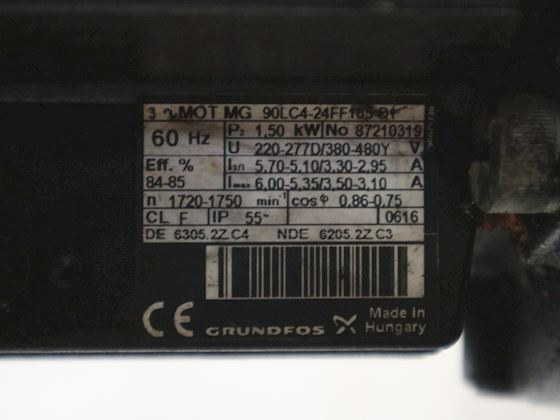 3 ~ MOT MG 90LC4-24FF165-D1
60 Hz
P₂ 1,50 kW No 87210319
U 220-277D/380-480Y V
Eff. %
I₁/₁ 5,70-5,10/3,30-2,95 A
84-85
Iₘₐₓ 6,00-5,35/3,50-3,10 A
n 1720-1750 min⁻¹ cos φ 0,86-0,75
CL F IP 55~ 0616
DE 6305.2Z.C4 NDE 6205.2Z.C3
CE GRUNDFOS Made in
Hungary